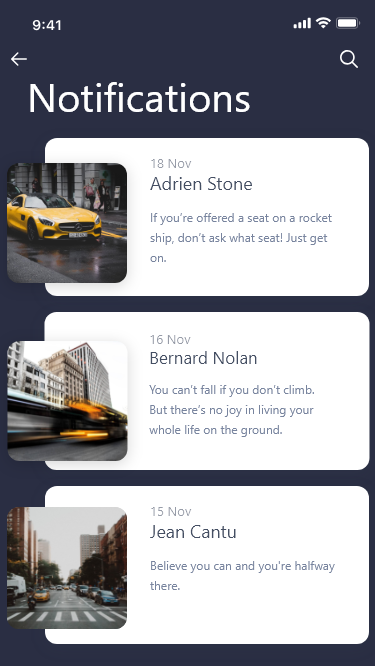 9:41
Notifications
18 Nov
Adrien Stone
If you’re offered a seat on a rocket
ship, don’t ask what seat! Just get
on.
16 Nov
Bernard Nolan
You can’t fall if you don’t climb.
But there’s no joy in living your
whole life on the ground.
15 Nov
Jean Cantu
Believe you can and you’re halfway
there.